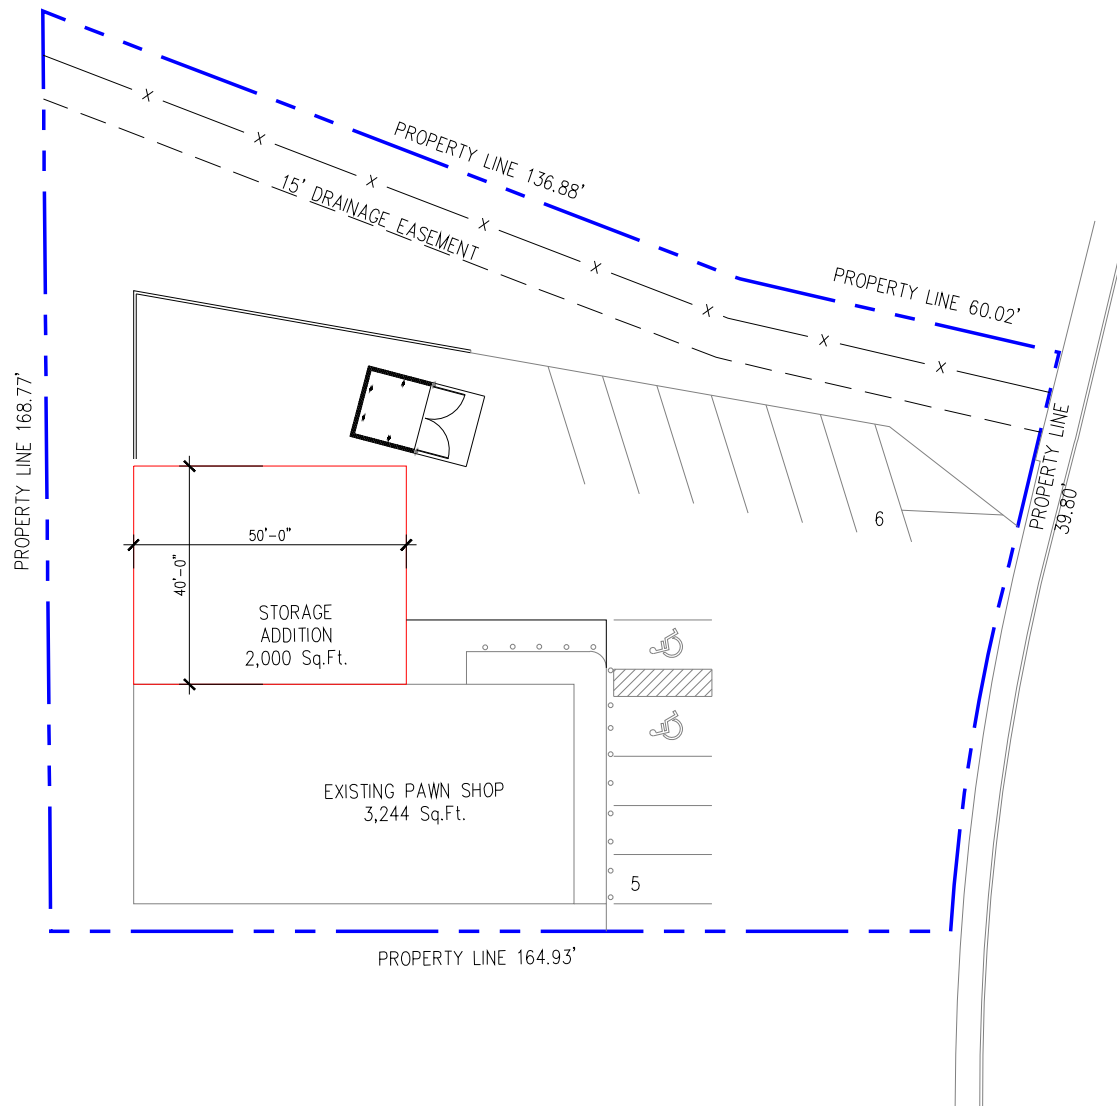 PROPERTY LINE 136.88'
15' DRAINAGE EASEMENT
PROPERTY LINE 60.02'
PROPERTY LINE 168.77'
PROPERTY LINE
39.80'
6
50'-0"
40'-0"
STORAGE
ADDITION
2,000 Sq.Ft.
EXISTING PAWN SHOP
3,244 Sq.Ft.
5
PROPERTY LINE 164.93'